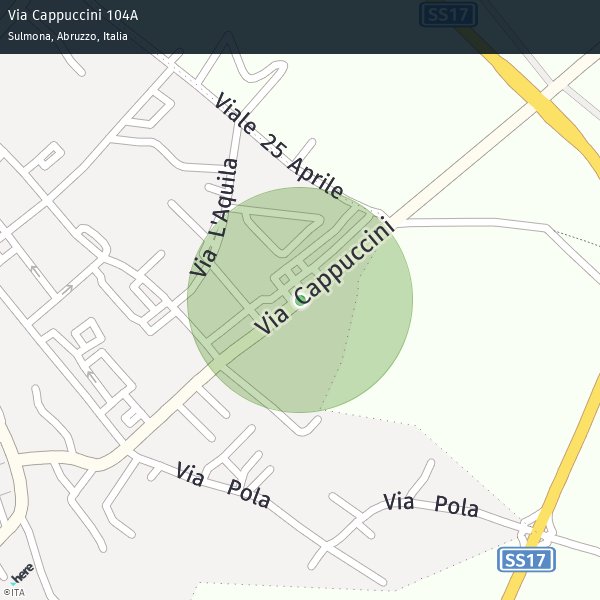 Via Cappuccini 104A
Sulmona, Abruzzo, Italia
SS17
Viale 25 Aprile
Via L'Aquila
Via Cappuccini
Via Pola
Via Pola
SS17
here
©ITA